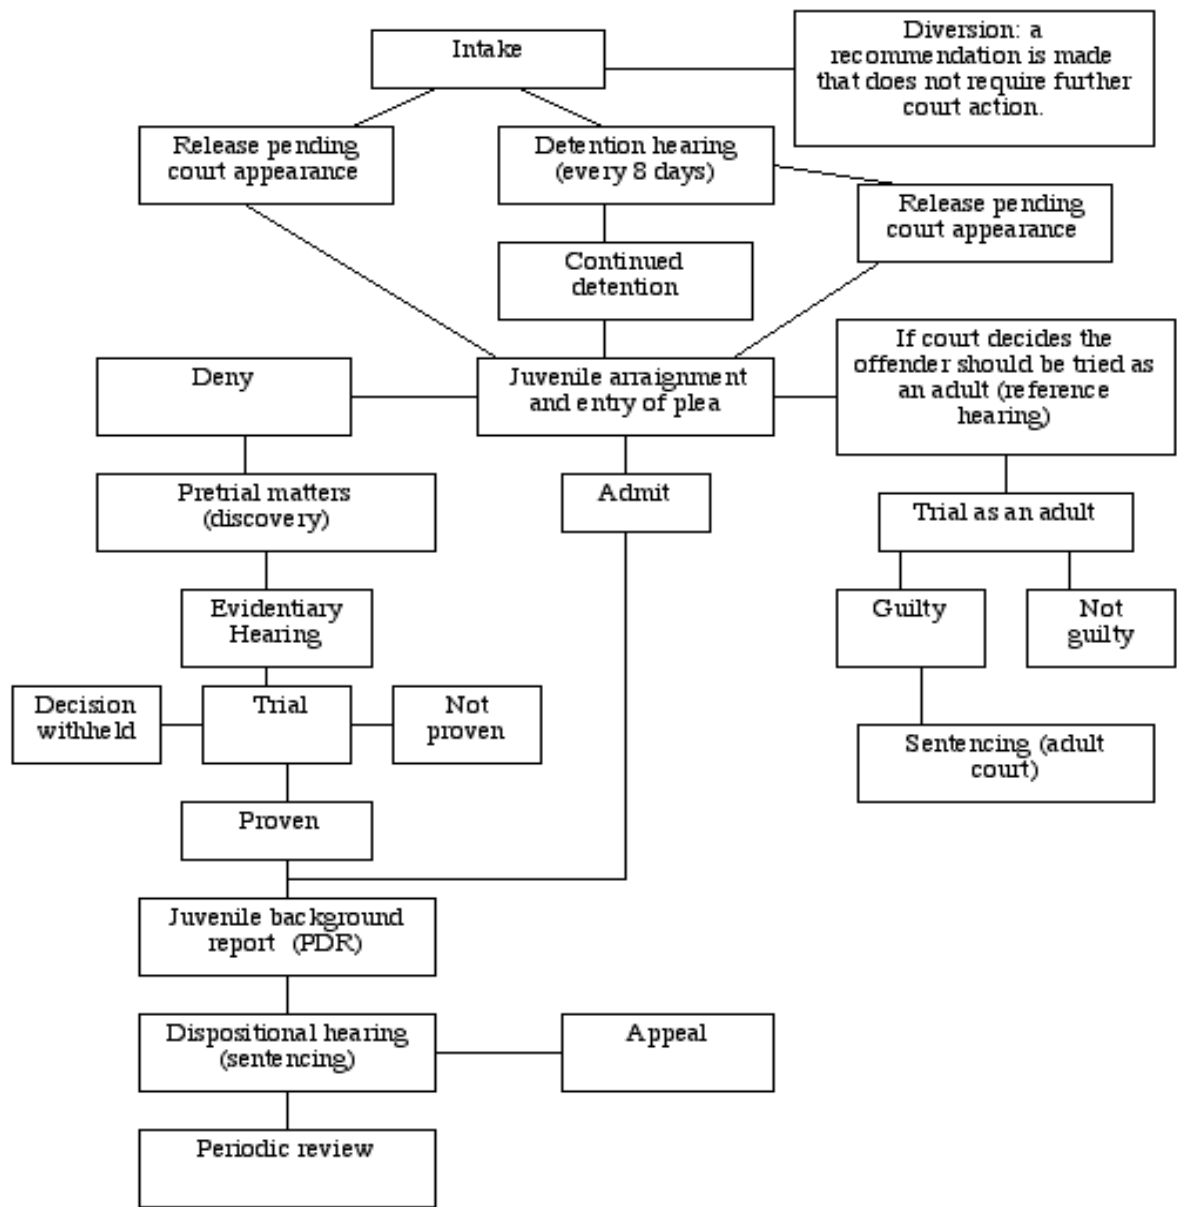 Intake
Diversion: a
recommendation is made
that does not require further
court action.
Release pending
court appearance
Detention hearing
(every 8 days)
Release pending
court appearance
Continued
detention
Deny
Juvenile arraignment
and entry of plea
If court decides the
offender should be tried as
an adult (reference
hearing)
Pretrial matters
(discovery)
Admit
Trial as an adult
Evidentiary
Hearing
Guilty
Not
guilty
Decision
withheld
Trial
Not
proven
Sentencing (adult
court)
Proven
Juvenile background
report (PDR)
Dispositional hearing
(sentencing)
Appeal
Periodic review